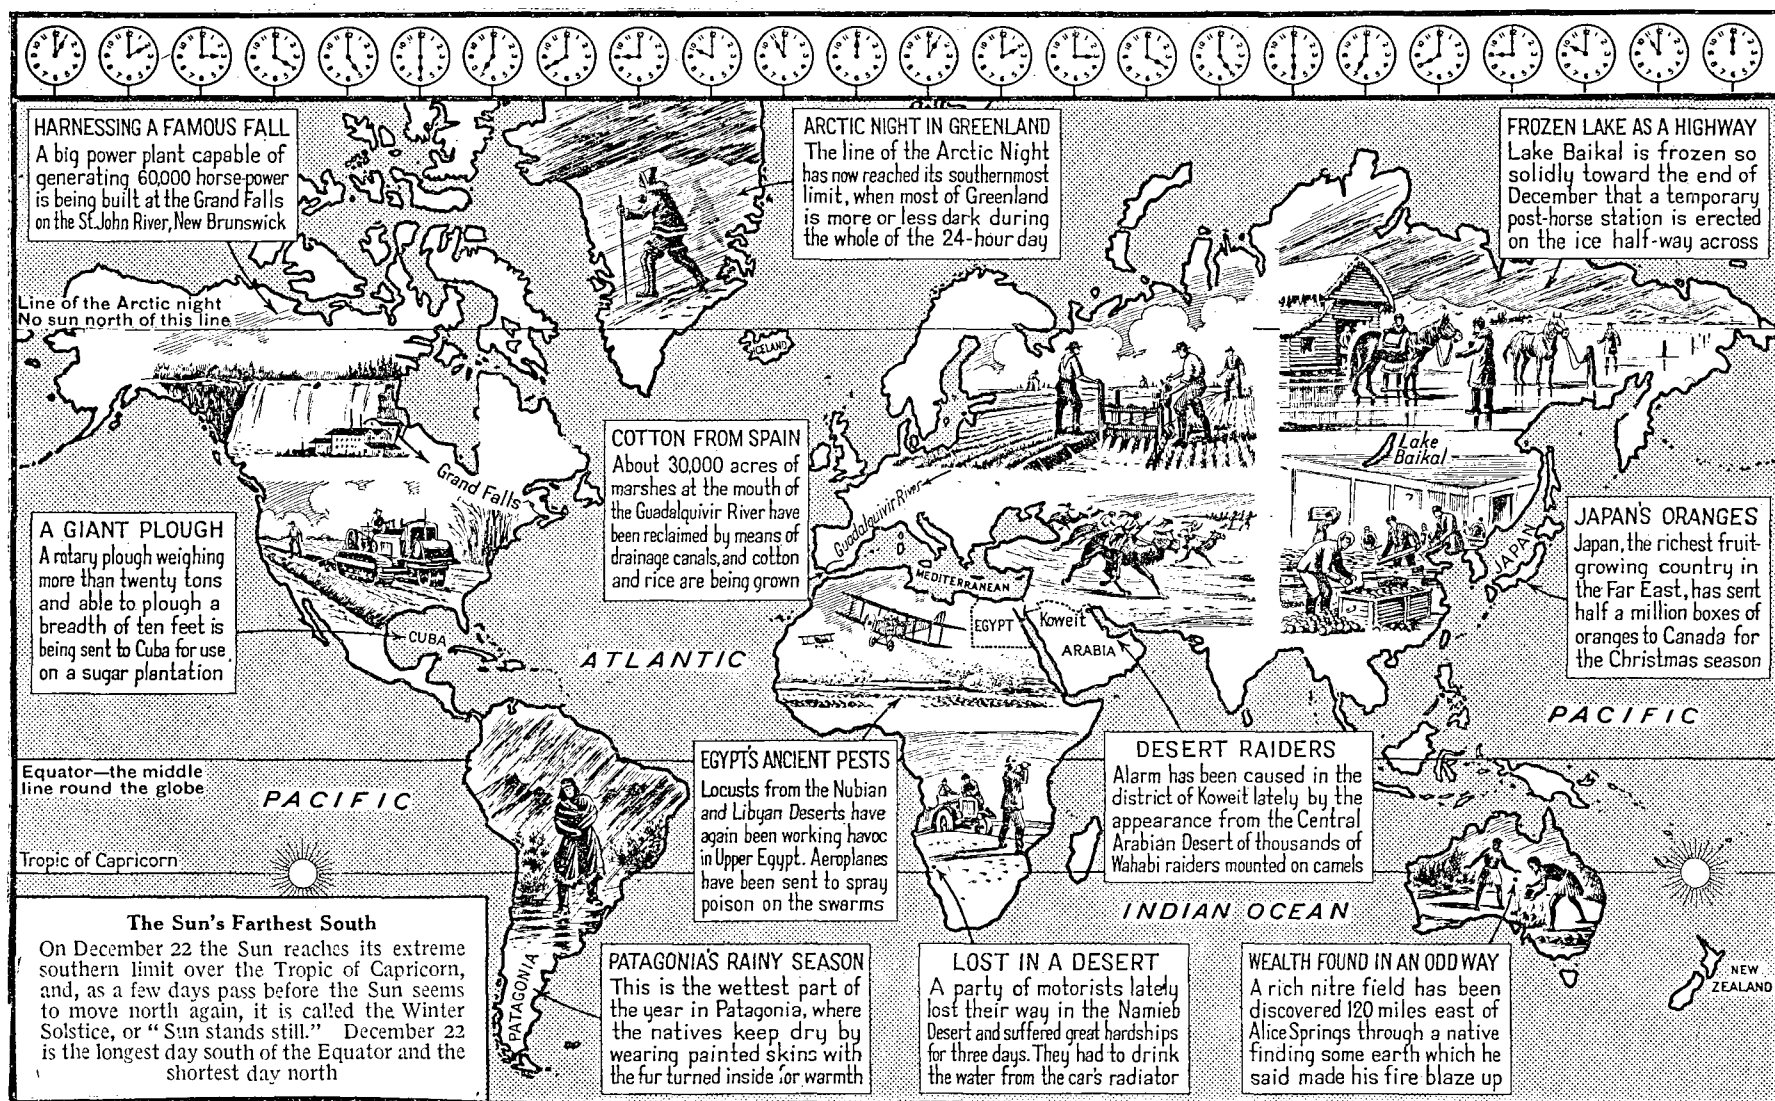 HARNESSING A FAMOUS FALL
A big power plant capable of
generating 60,000 horse-power
is being built at the Grand Falls
on the St. John River, New Brunswick
ARCTIC NIGHT IN GREENLAND
The line of the Arctic Night
has now reached its southernmost
limit, when most of Greenland
is more or less dark during
the whole of the 24-hour day
FROZEN LAKE AS A HIGHWAY
Lake Baikal is frozen so
solidly toward the end of
December that a temporary
post-horse station is erected
on the ice half-way across
Line of the Arctic night
No sun north of this line
ICELAND
Grand Falls
COTTON FROM SPAIN
About 30,000 acres of
marshes at the mouth of
the Guadalquivir River have
been reclaimed by means of
drainage canals, and cotton
and rice are being grown
Guadalquivir River
Lake
Baikal
A GIANT PLOUGH
A rotary plough weighing
more than twenty tons
and able to plough a
breadth of ten feet is
being sent to Cuba for use
on a sugar plantation
CUBA
ATLANTIC
MEDITERRANEAN
EGYPT
Koweit
ARABIA
JAPAN
JAPAN'S ORANGES
Japan, the richest fruit-
growing country in
the Far East, has sent
half a million boxes of
oranges to Canada for
the Christmas season
PACIFIC
Equator—the middle
line round the globe
PACIFIC
EGYPT'S ANCIENT PESTS
Locusts from the Nubian
and Libyan Deserts have
again been working havoc
in Upper Egypt. Aeroplanes
have been sent to spray
poison on the swarms
DESERT RAIDERS
Alarm has been caused in the
district of Koweit lately by the
appearance from the Central
Arabian Desert of thousands of
Wahabi raiders mounted on camels
Tropic of Capricorn
INDIAN OCEAN
The Sun's Farthest South
On December 22 the Sun reaches its extreme
southern limit over the Tropic of Capricorn,
and, as a few days pass before the Sun seems
to move north again, it is called the Winter
Solstice, or "Sun stands still." December 22
is the longest day south of the Equator and the
shortest day north
PATAGONIA
PATAGONIA'S RAINY SEASON
This is the wettest part of
the year in Patagonia, where
the natives keep dry by
wearing painted skins with
the fur turned inside for warmth
LOST IN A DESERT
A party of motorists lately
lost their way in the Namieb
Desert and suffered great hardships
for three days. They had to drink
the water from the car's radiator
WEALTH FOUND IN AN ODD WAY
A rich nitre field has been
discovered 120 miles east of
Alice Springs through a native
finding some earth which he
said made his fire blaze up
NEW
ZEALAND